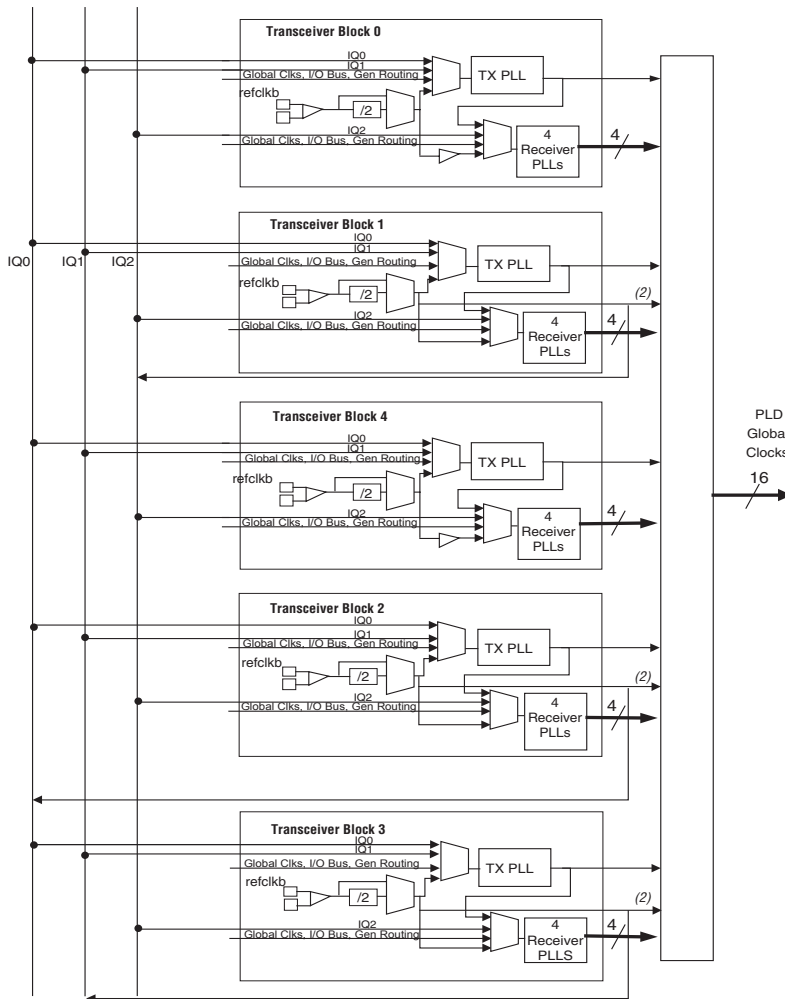 Transceiver Block 0
IQ0
IQ1
Global Clks, I/O Bus, Gen Routing
TX PLL
refclkb
/2
IQ2
Global Clks, I/O Bus, Gen Routing
4
Receiver
PLLs
4
Transceiver Block 1
IQ0
IQ1
IQ2
IQ0
IQ1
Global Clks, I/O Bus, Gen Routing
TX PLL
refclkb
/2
(2)
IQ2
Global Clks, I/O Bus, Gen Routing
4
Receiver
PLLs
4
Transceiver Block 4
IQ0
IQ1
Global Clks, I/O Bus, Gen Routing
TX PLL
refclkb
/2
IQ2
Global Clks, I/O Bus, Gen Routing
4
Receiver
PLLs
4
PLD
Global
Clocks
16
Transceiver Block 2
IQ0
IQ1
Global Clks, I/O Bus, Gen Routing
TX PLL
refclkb
/2
(2)
IQ2
Global Clks, I/O Bus, Gen Routing
4
Receiver
PLLs
4
Transceiver Block 3
IQ0
IQ1
Global Clks, I/O Bus, Gen Routing
TX PLL
refclkb
/2
(2)
IQ2
Global Clks, I/O Bus, Gen Routing
4
Receiver
PLLS
4